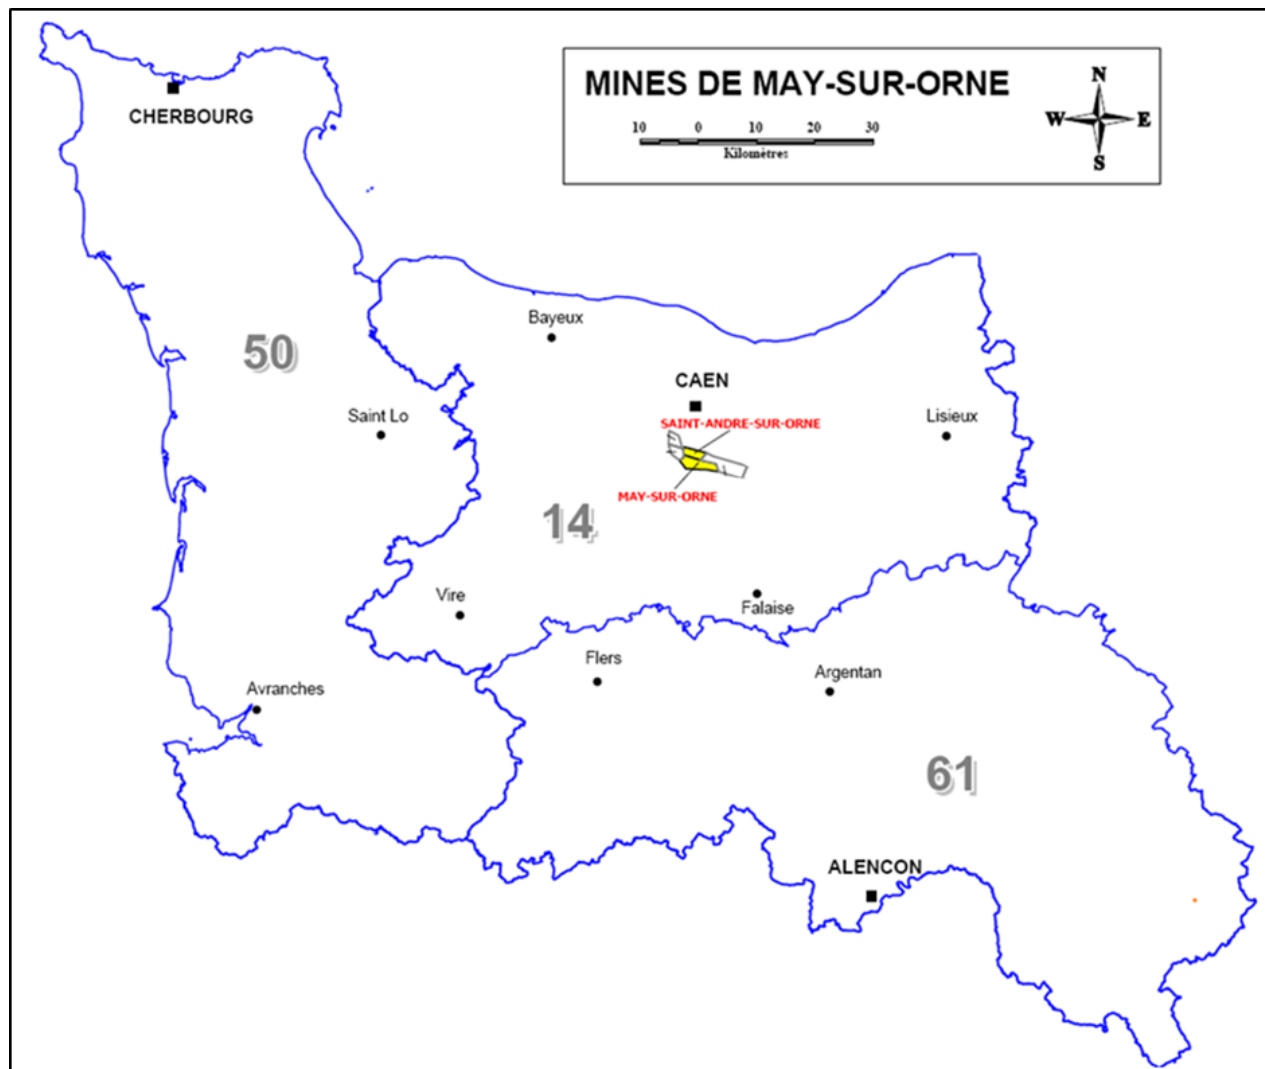 MINES DE MAY-SUR-ORNE
10 0 10 20 30
Kilomètres
N
W E
S
CHERBOURG
Bayeux
50
CAEN
Saint Lo
Lisieux
SAINT-ANDRE-SUR-ORNE
MAY-SUR-ORNE
14
Vire
Falaise
Flers
Argentan
Avranches
61
ALENCON